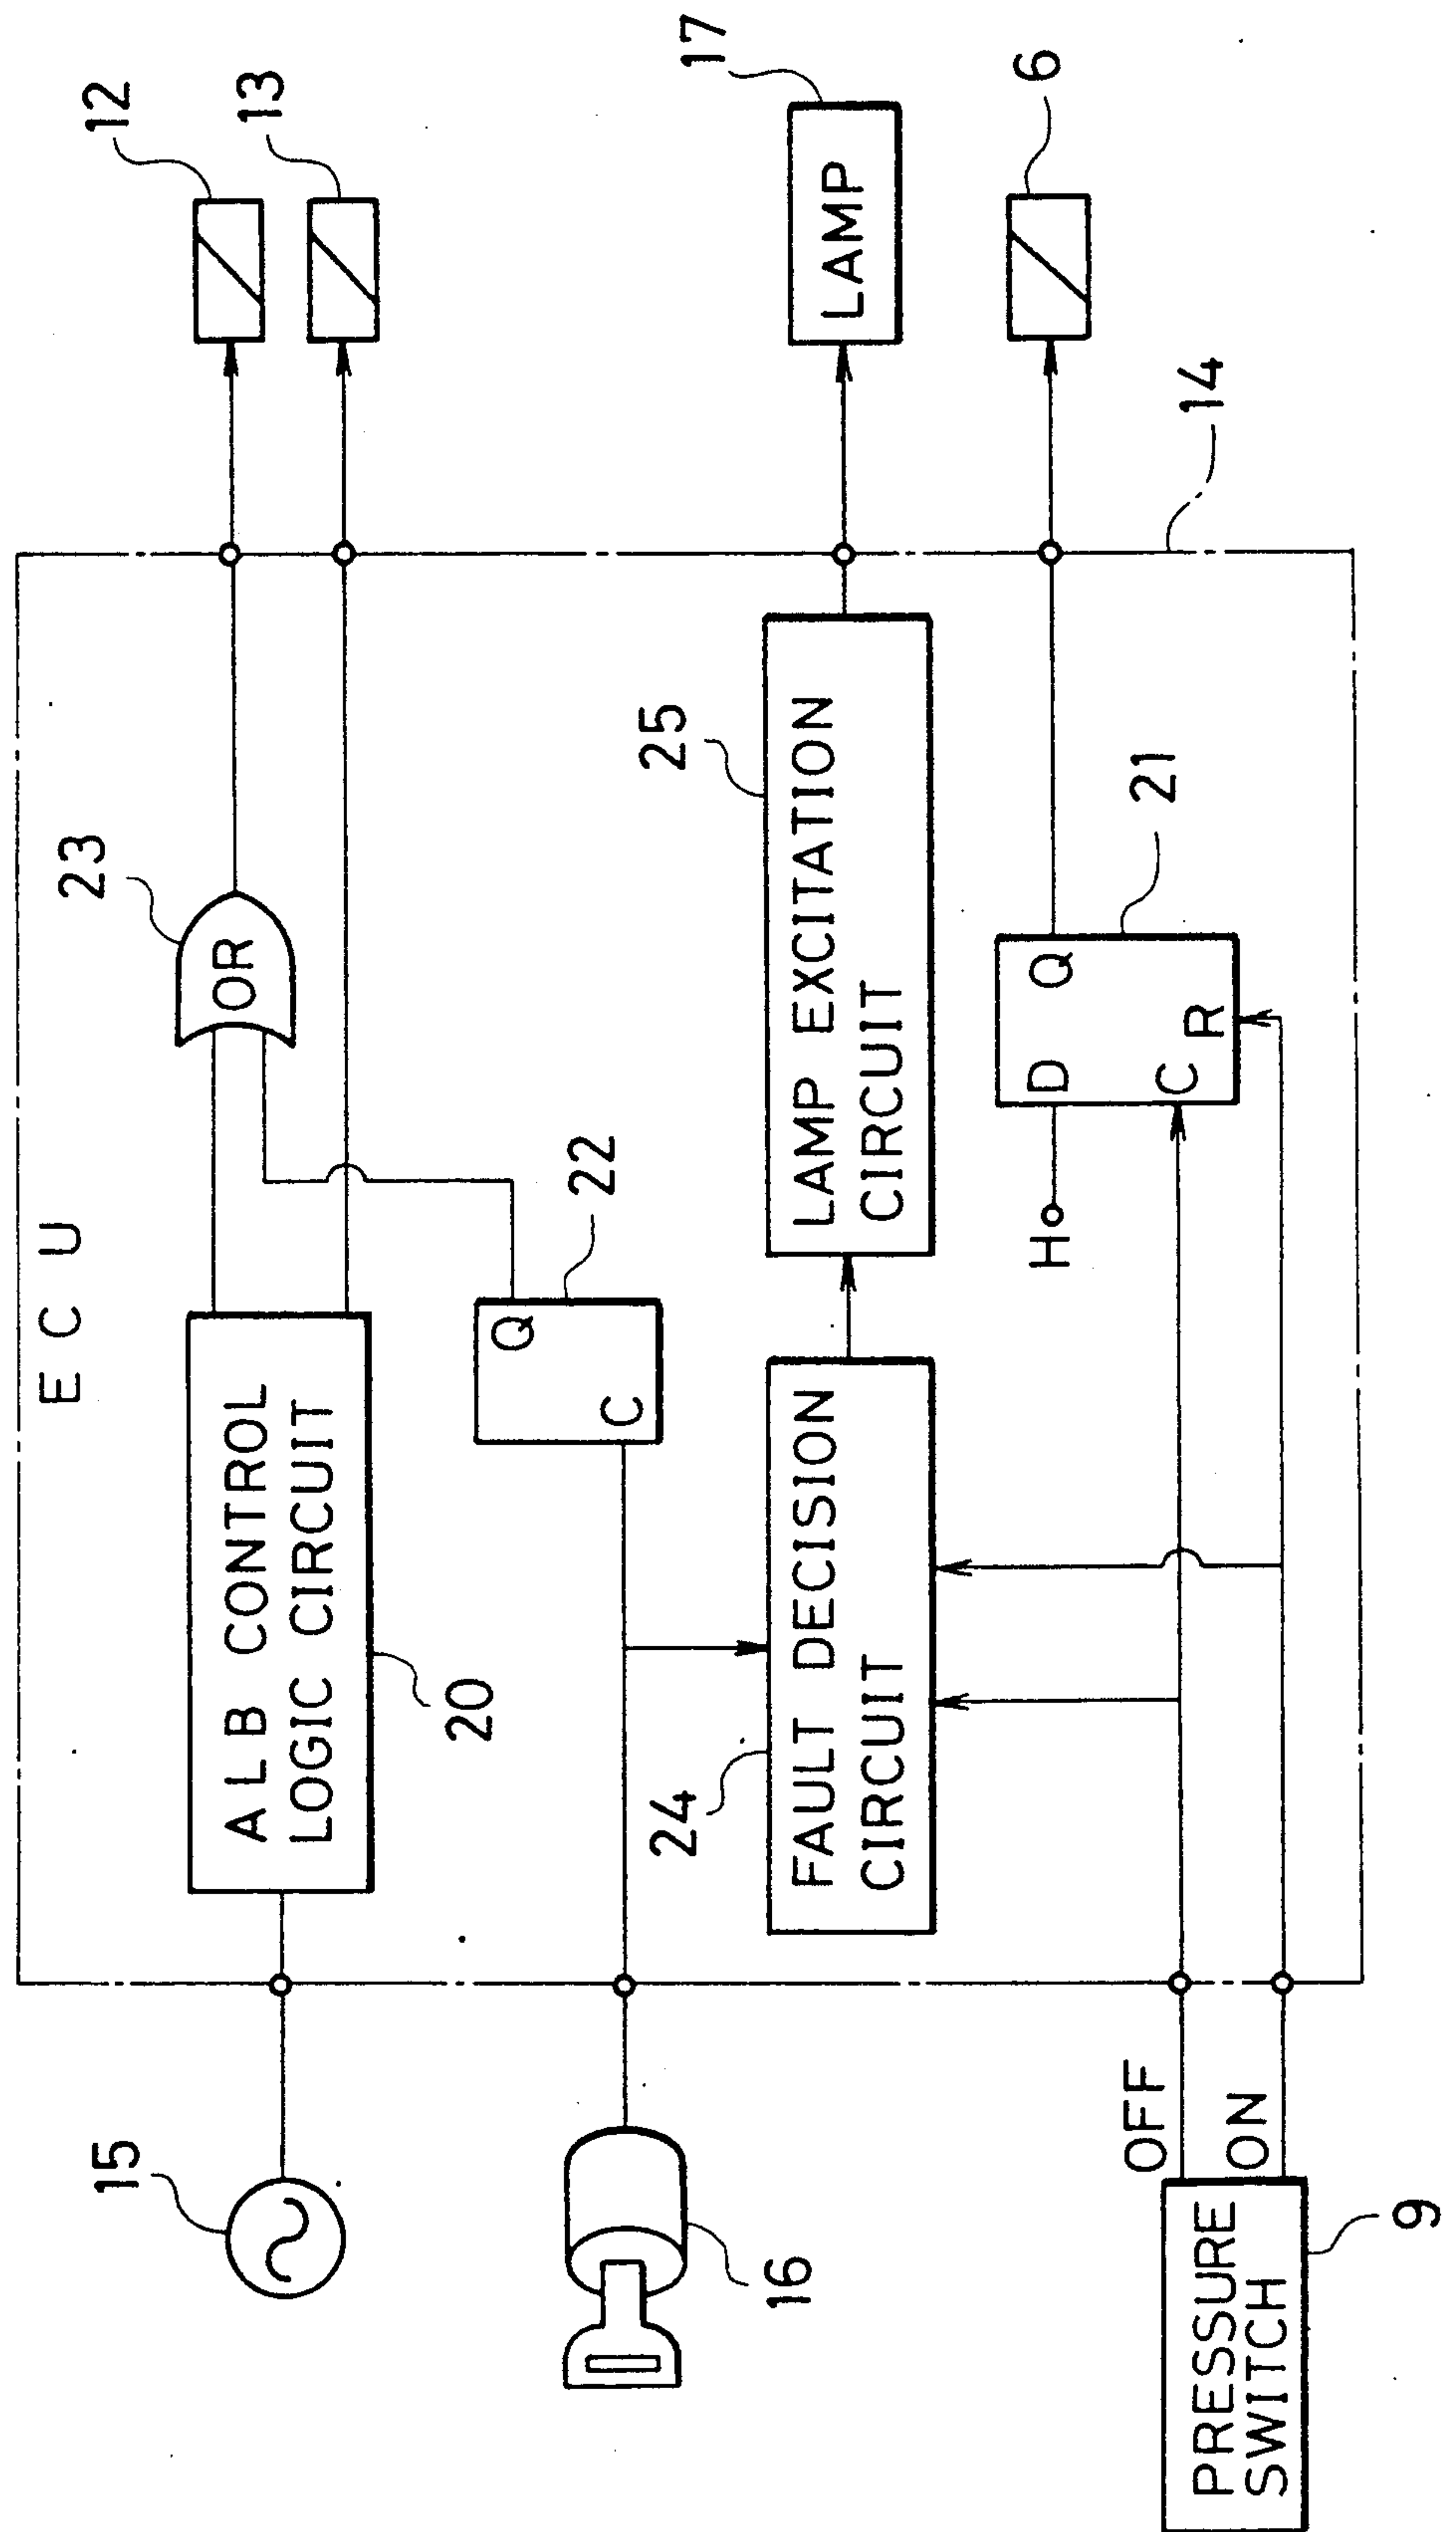 E C U
12
13
23
OR
A L B CONTROL
LOGIC CIRCUIT
20
15
22
Q
C
16
17
LAMP
25
LAMP EXCITATION
CIRCUIT
24
FAULT DECISION
CIRCUIT
6
14
21
D
Q
C
R
H
OFF
ON
PRESSURE
SWITCH
9